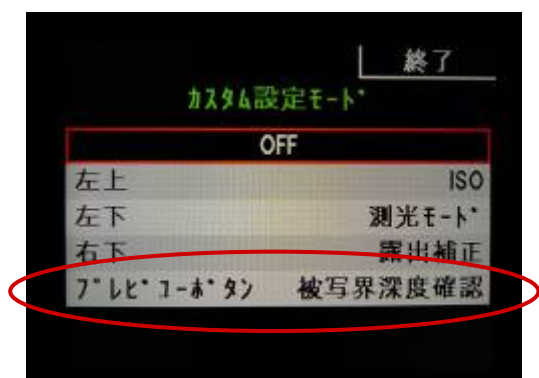 終了
ｶｽﾀﾑ設定ﾓｰﾄﾞ
OFF
左上 ISO
左下 測光ﾓｰﾄﾞ
右下 露出補正
ﾌﾟﾚﾋﾞｭｰﾎﾞﾀﾝ 被写界深度確認